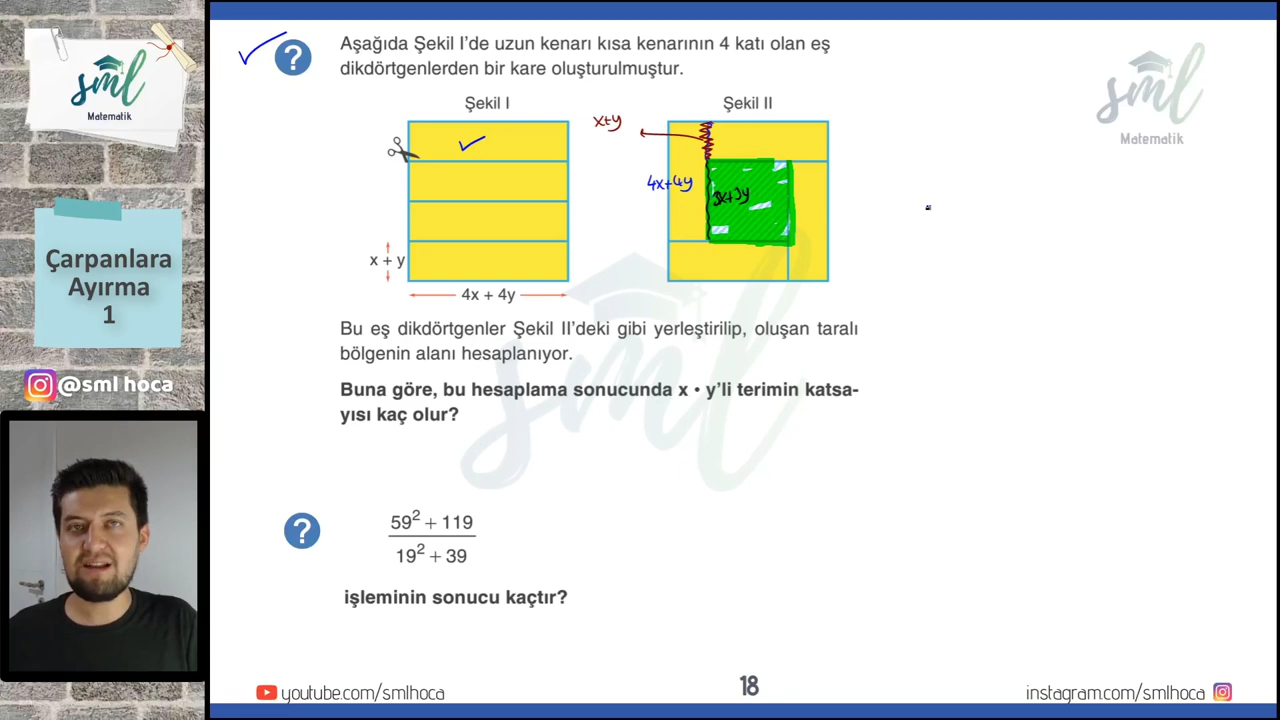 sml
Matematik
Çarpanlara
Ayırma
1
@sml hoca
Aşağıda Şekil I'de uzun kenarı kısa kenarının 4 katı olan eş
dikdörtgenlerden bir kare oluşturulmuştur.
sml
Matematik
Şekil I
Şekil II
x+y
4x+4y
3x+3y
x + y
4x + 4y
Bu eş dikdörtgenler Şekil II'deki gibi yerleştirilip, oluşan taralı
bölgenin alanı hesaplanıyor.
Buna göre, bu hesaplama sonucunda x • y'li terimin katsa-
yısı kaç olur?
sml
?
?
59² + 119
19² + 39
işleminin sonucu kaçtır?
youtube.com/smlhoca
18
instagram.com/smlhoca